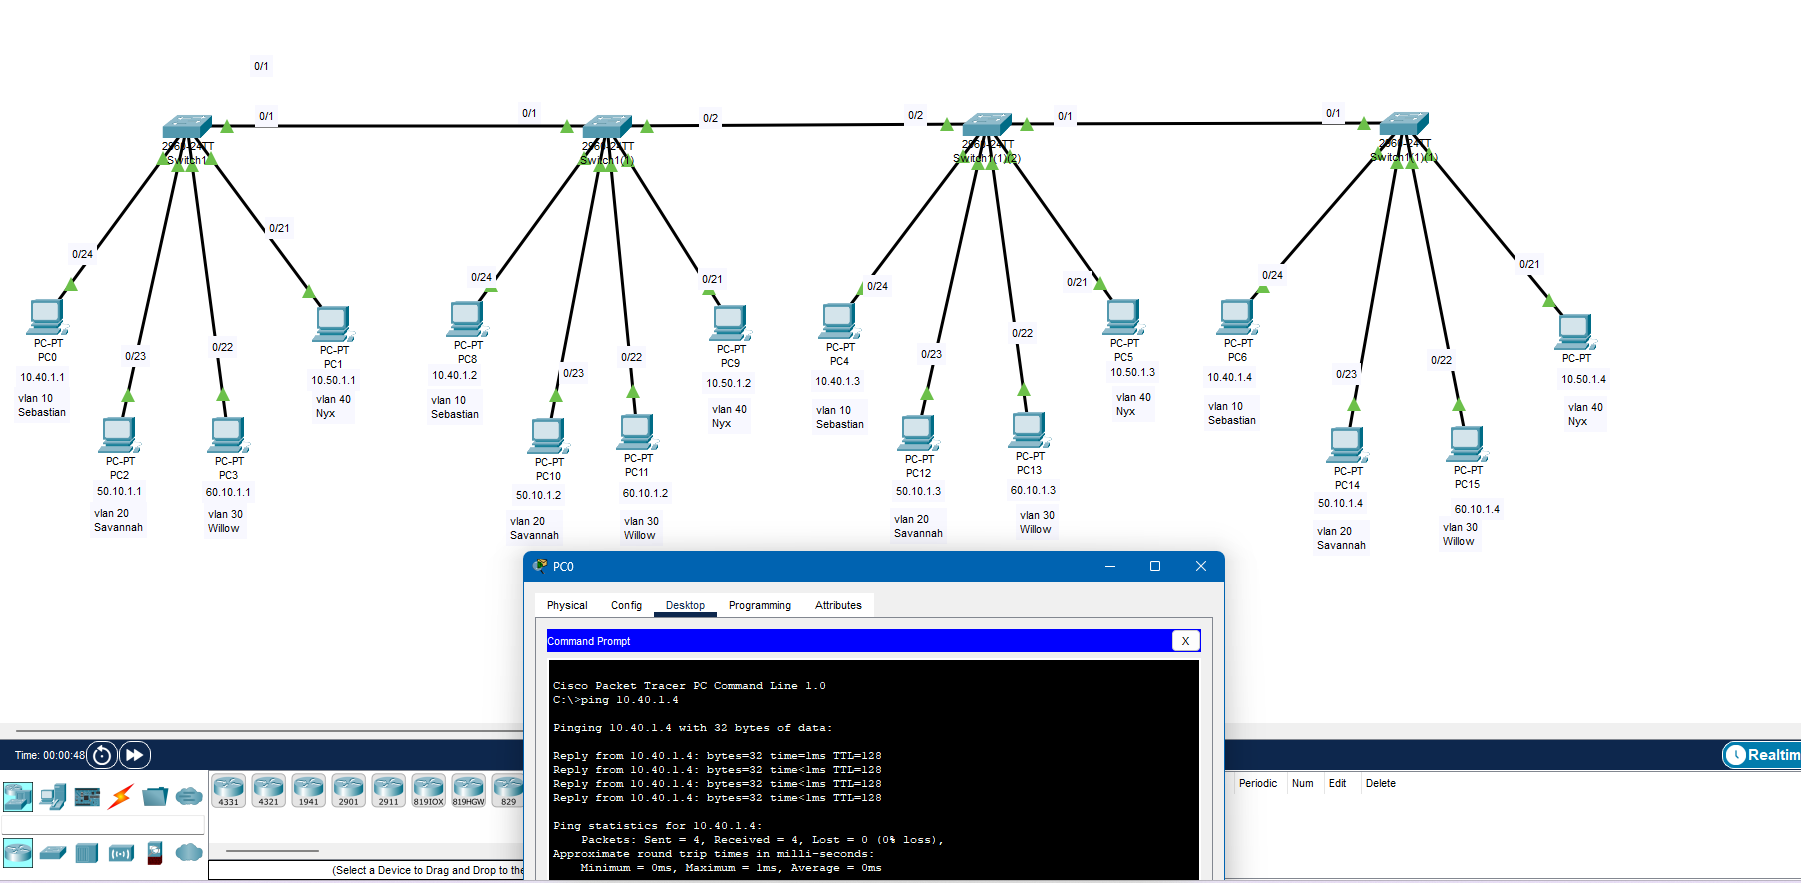 0/1
0/1
0/1
0/2
0/2
0/1
0/1
2960-24TT
Switch1
2960-24TT
Switch1(1)
2960-24TT
Switch1(1)(2)
2960-24TT
Switch1(1)(1)
0/24
0/23
0/22
0/21
PC-PT
PC0
10.40.1.1
vlan 10
Sebastian
PC-PT
PC2
50.10.1.1
vlan 20
Savannah
PC-PT
PC3
60.10.1.1
vlan 30
Willow
PC-PT
PC1
10.50.1.1
vlan 40
Nyx
0/24
0/23
0/22
0/21
PC-PT
PC8
10.40.1.2
vlan 10
Sebastian
PC-PT
PC10
50.10.1.2
vlan 20
Savannah
PC-PT
PC11
60.10.1.2
vlan 30
Willow
PC-PT
PC9
10.50.1.2
vlan 40
Nyx
0/24
0/23
0/22
0/21
PC-PT
PC4
10.40.1.3
vlan 10
Sebastian
PC-PT
PC12
50.10.1.3
vlan 20
Savannah
PC-PT
PC13
60.10.1.3
vlan 30
Willow
PC-PT
PC5
10.50.1.3
vlan 40
Nyx
0/24
0/23
0/22
0/21
PC-PT
PC6
10.40.1.4
vlan 10
Sebastian
PC-PT
PC14
50.10.1.4
vlan 20
Savannah
PC-PT
PC15
60.10.1.4
vlan 30
Willow
PC-PT
10.50.1.4
vlan 40
Nyx
PC0
Physical Config Desktop Programming Attributes
Command Prompt
X
Cisco Packet Tracer PC Command Line 1.0
C:\>ping 10.40.1.4
Pinging 10.40.1.4 with 32 bytes of data:
Reply from 10.40.1.4: bytes=32 time=1ms TTL=128
Reply from 10.40.1.4: bytes=32 time<1ms TTL=128
Reply from 10.40.1.4: bytes=32 time<1ms TTL=128
Reply from 10.40.1.4: bytes=32 time<1ms TTL=128
Ping statistics for 10.40.1.4:
Packets: Sent = 4, Received = 4, Lost = 0 (0% loss),
Approximate round trip times in milli-seconds:
Minimum = 0ms, Maximum = 1ms, Average = 0ms
Time: 00:00:48
Realtim
4331 4321 1941 2901 2911 819IOX 819HGW 829
(Select a Device to Drag and Drop to the
Periodic Num Edit Delete